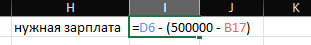 H I J K
нужная зарплата =D6 - (500000 - B17)